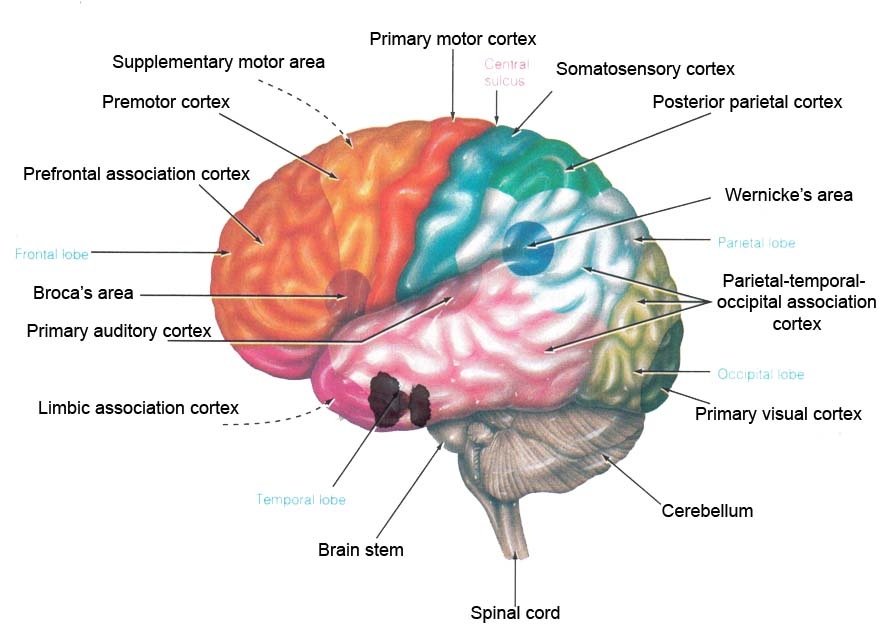 Primary motor cortex
Supplementary motor area
Central
sulcus
Somatosensory cortex
Premotor cortex
Posterior parietal cortex
Prefrontal association cortex
Wernicke's area
Frontal lobe
Parietal lobe
Broca's area
Parietal-temporal-
occipital association
cortex
Primary auditory cortex
Occipital lobe
Limbic association cortex
Primary visual cortex
Temporal lobe
Cerebellum
Brain stem
Spinal cord